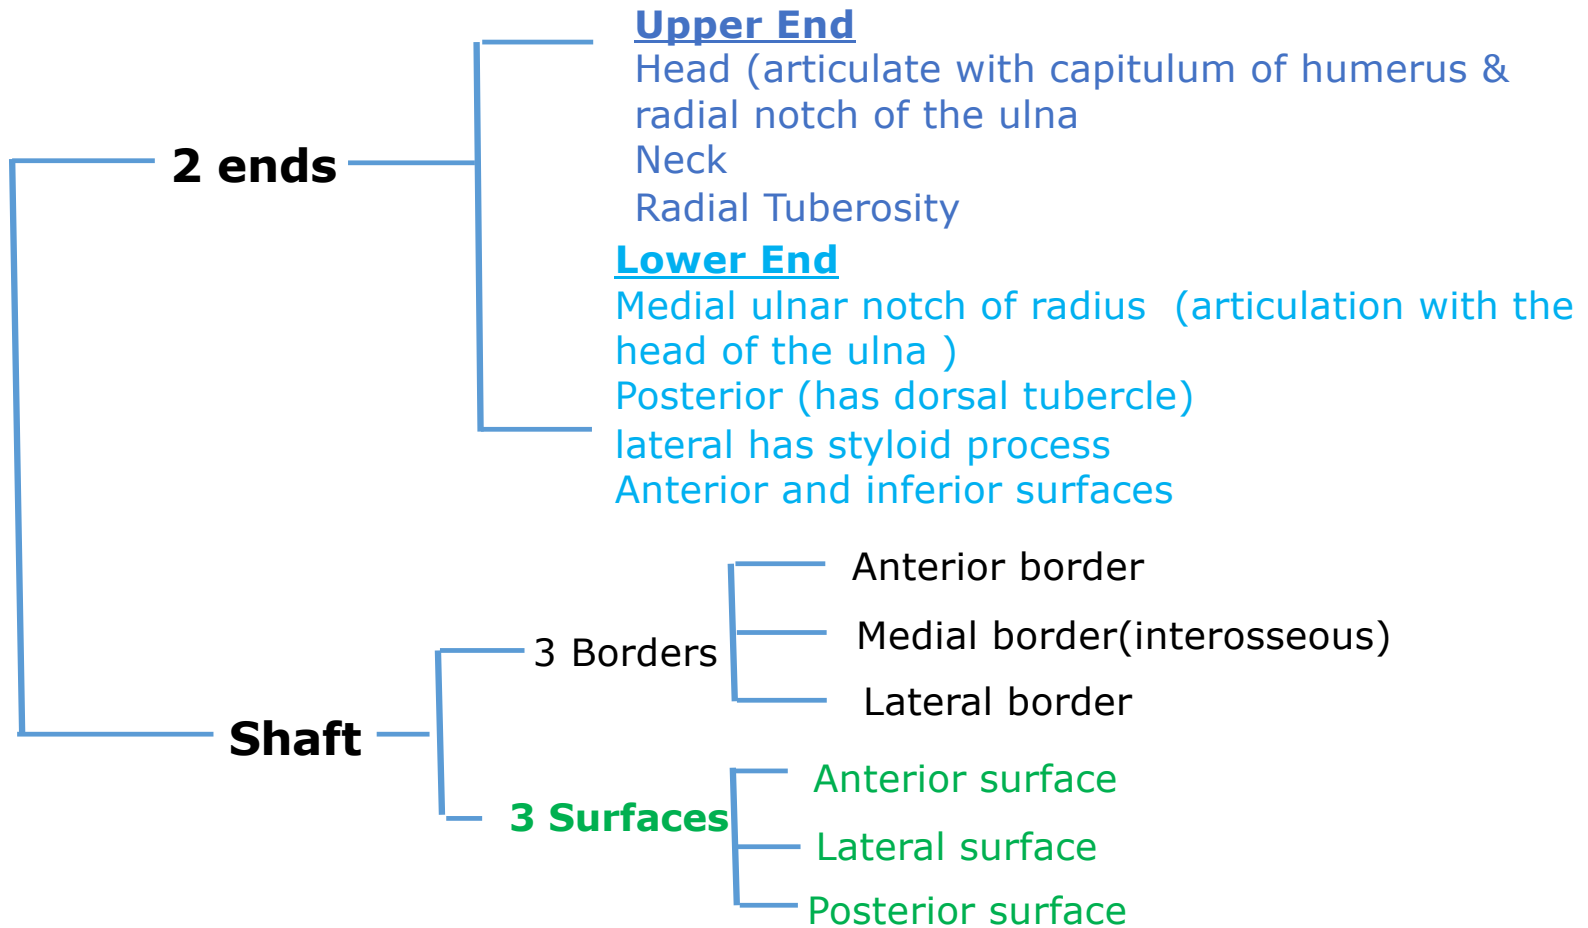 Upper End
Head (articulate with capitulum of humerus &
radial notch of the ulna
Neck
Radial Tuberosity
2 ends
Lower End
Medial ulnar notch of radius  (articulation with the
head of the ulna )
Posterior (has dorsal tubercle)
lateral has styloid process
Anterior and inferior surfaces
Anterior border
3 Borders
Medial border(interosseous)
Lateral border
Shaft
Anterior surface
3 Surfaces
Lateral surface
Posterior surface